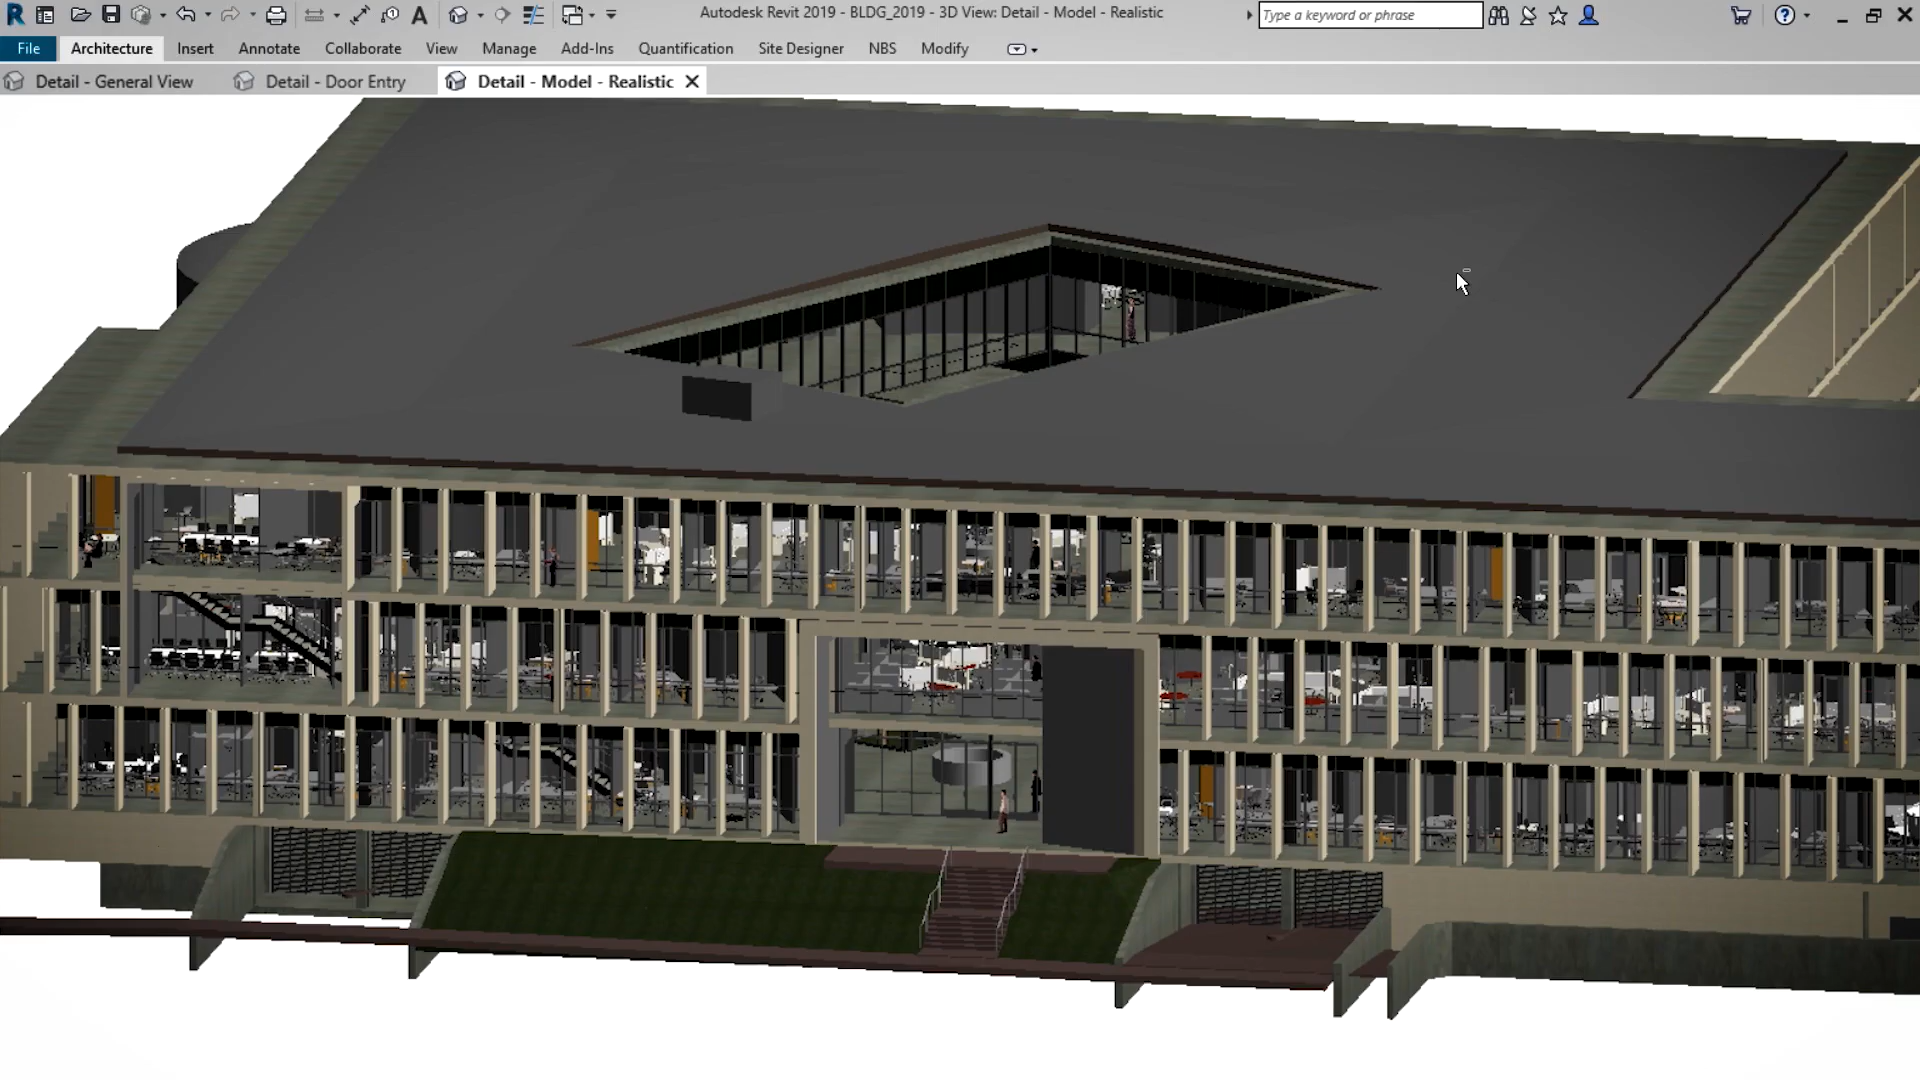 Autodesk Revit 2019 - BLDG_2019 - 3D View: Detail - Model - Realistic
Type a keyword or phrase
File Architecture Insert Annotate Collaborate View Manage Add-Ins Quantification Site Designer NBS Modify
Detail - General View Detail - Door Entry Detail - Model - Realistic